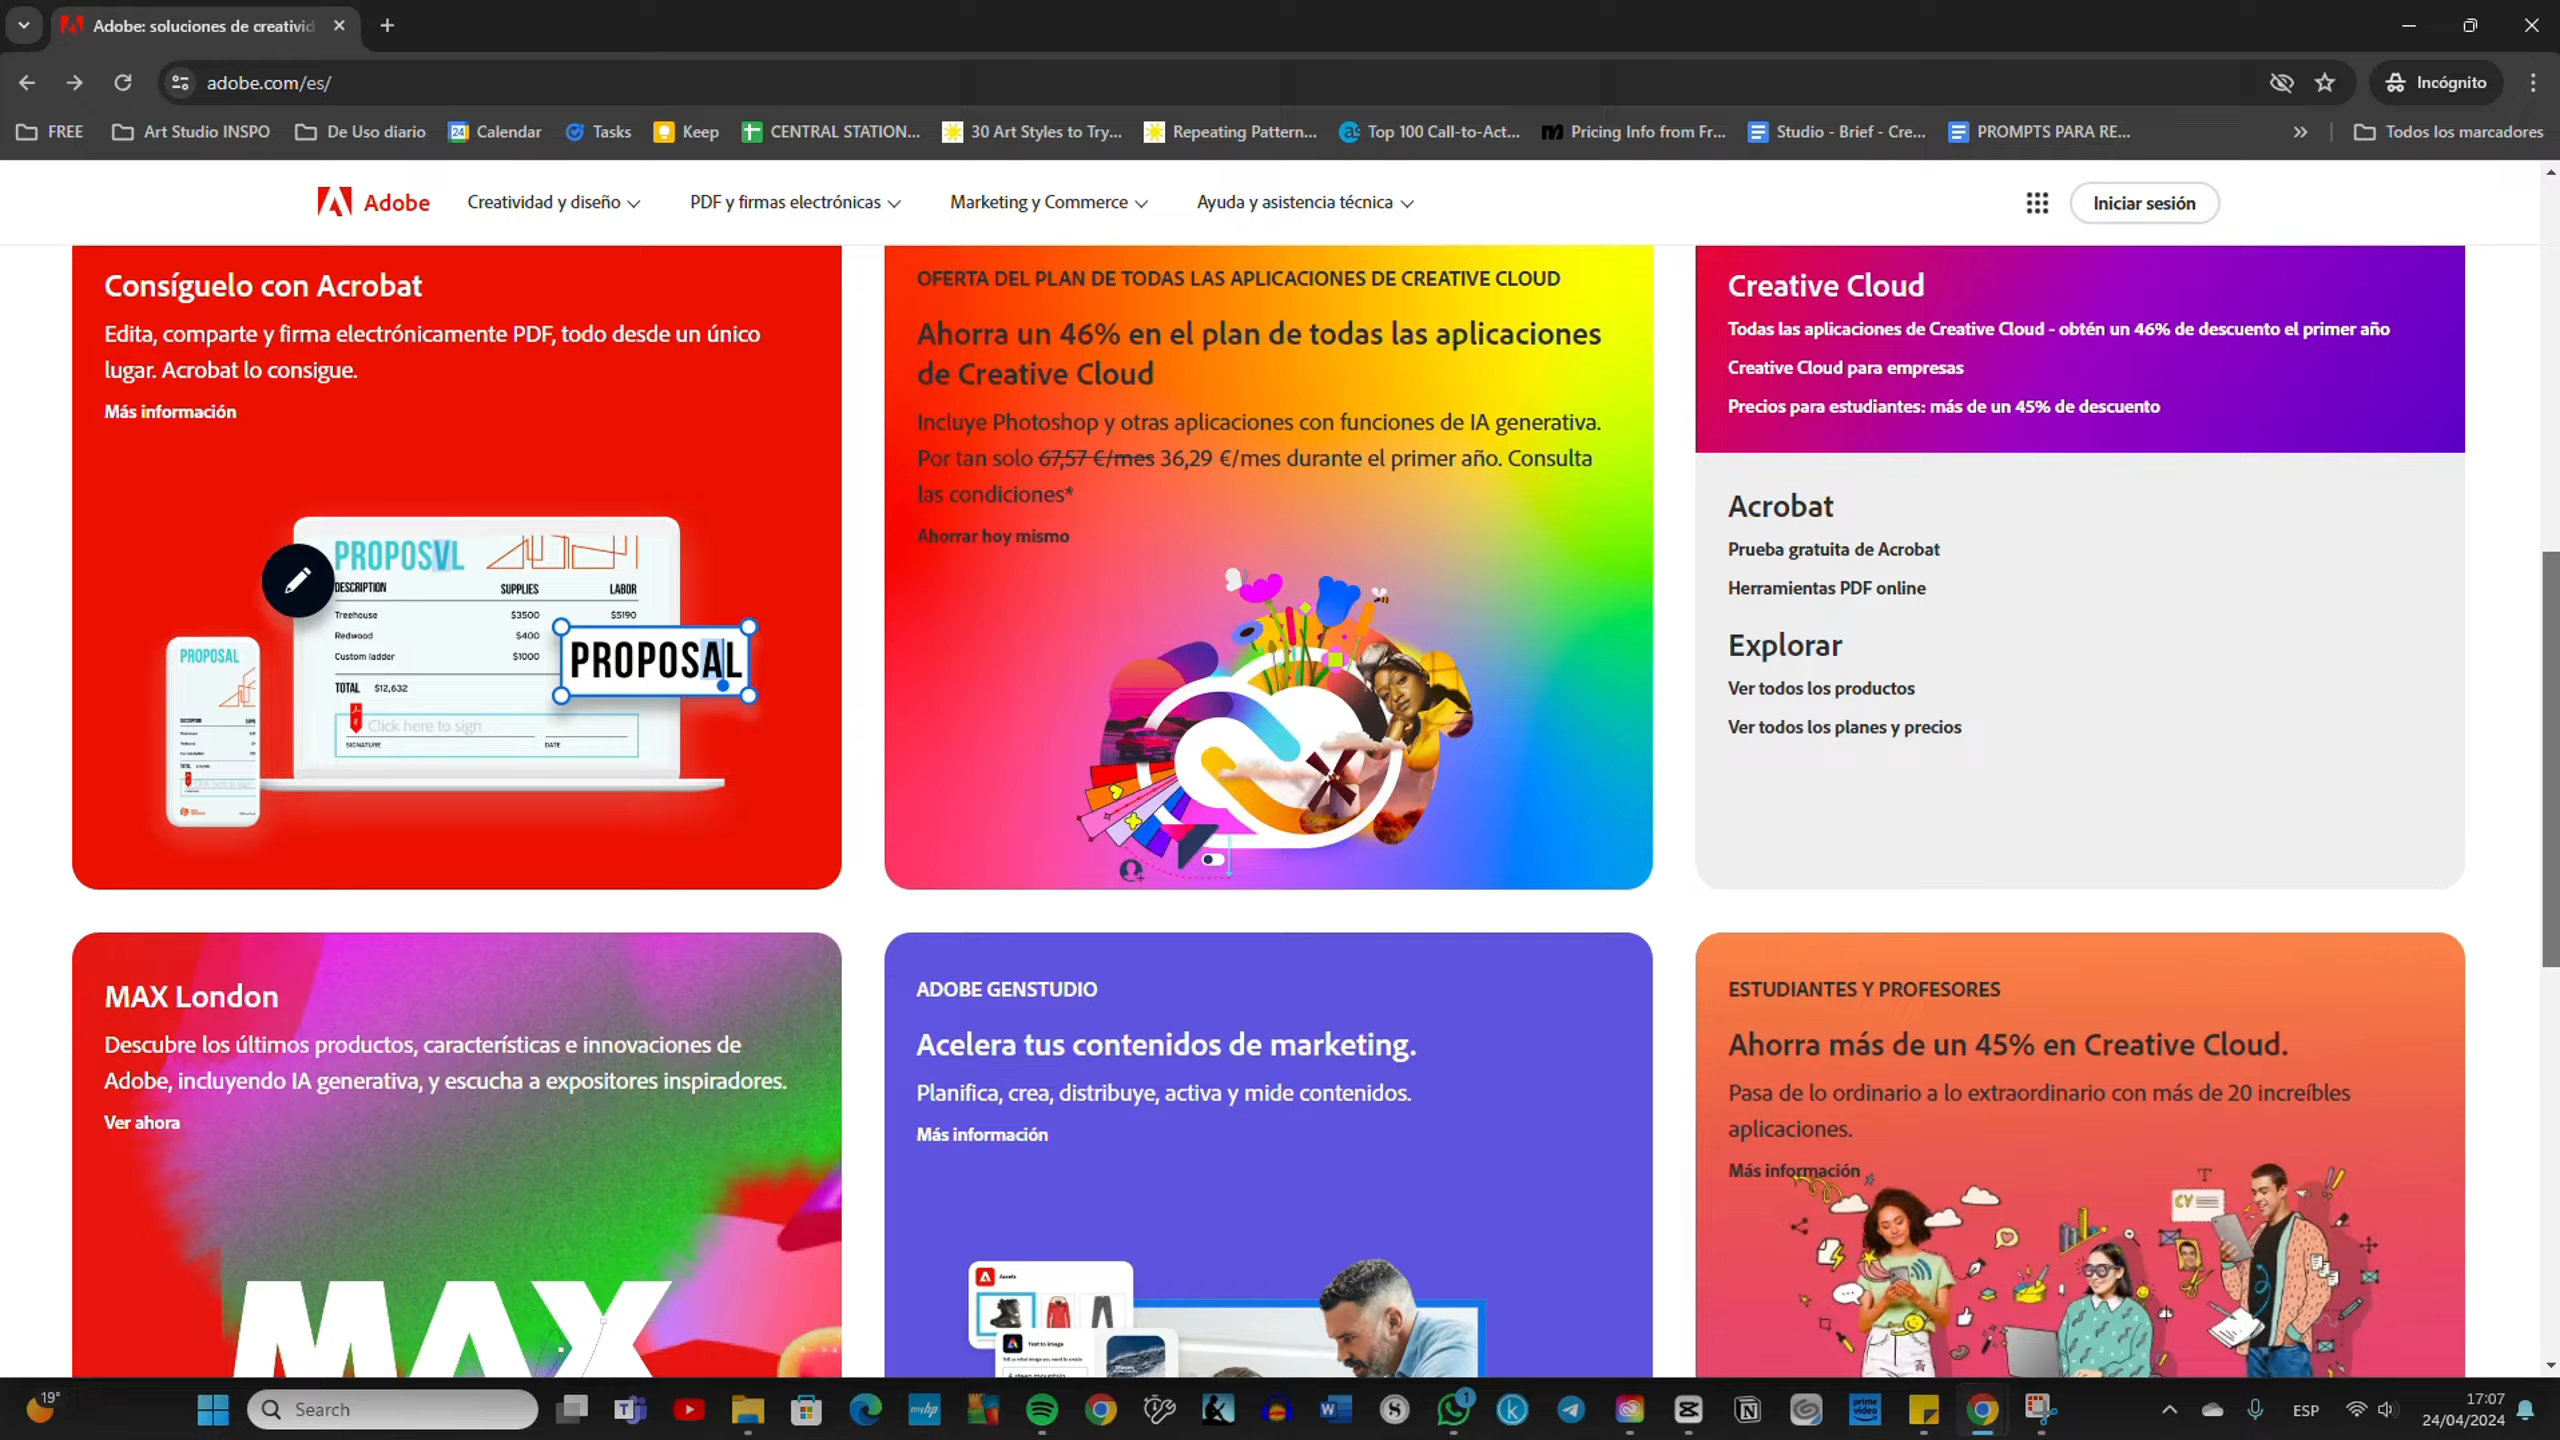 Adobe: soluciones de creativid
adobe.com/es/
Incógnito
FREE
Art Studio INSPO
De Uso diario
Calendar
Tasks
Keep
CENTRAL STATION...
30 Art Styles to Try...
Repeating Pattern...
Top 100 Call-to-Act...
Pricing Info from Fr...
Studio - Brief - Cre...
PROMPTS PARA RE...
Todos los marcadores
Adobe
Creatividad y diseño
PDF y firmas electrónicas
Marketing y Commerce
Ayuda y asistencia técnica
Iniciar sesión
Consíguelo con Acrobat
Edita, comparte y firma electrónicamente PDF, todo desde un único
lugar. Acrobat lo consigue.
Más información
PROPOSVL
DESCRIPTION SUPPLIES LABOR
Treehouse $3500 $5190
Redwood $400
Custom ladder $1000
TOTAL $12,632
Click here to sign
SIGNATURE DATE
PROPOSAL
PROPOSAL
OFERTA DEL PLAN DE TODAS LAS APLICACIONES DE CREATIVE CLOUD
Ahorra un 46% en el plan de todas las aplicaciones
de Creative Cloud
Incluye Photoshop y otras aplicaciones con funciones de IA generativa.
Por tan solo 67,57 €/mes 36,29 €/mes durante el primer año. Consulta
las condiciones*
Ahorrar hoy mismo
Creative Cloud
Todas las aplicaciones de Creative Cloud - obtén un 46% de descuento el primer año
Creative Cloud para empresas
Precios para estudiantes: más de un 45% de descuento
Acrobat
Prueba gratuita de Acrobat
Herramientas PDF online
Explorar
Ver todos los productos
Ver todos los planes y precios
MAX London
Descubre los últimos productos, características e innovaciones de
Adobe, incluyendo IA generativa, y escucha a expositores inspiradores.
Ver ahora
MAX
ADOBE GENSTUDIO
Acelera tus contenidos de marketing.
Planifica, crea, distribuye, activa y mide contenidos.
Más información
Assets
Text to image
ESTUDIANTES Y PROFESORES
Ahorra más de un 45% en Creative Cloud.
Pasa de lo ordinario a lo extraordinario con más de 20 increíbles
aplicaciones.
Más información
CV
19°
Search
ESP
17:07
24/04/2024